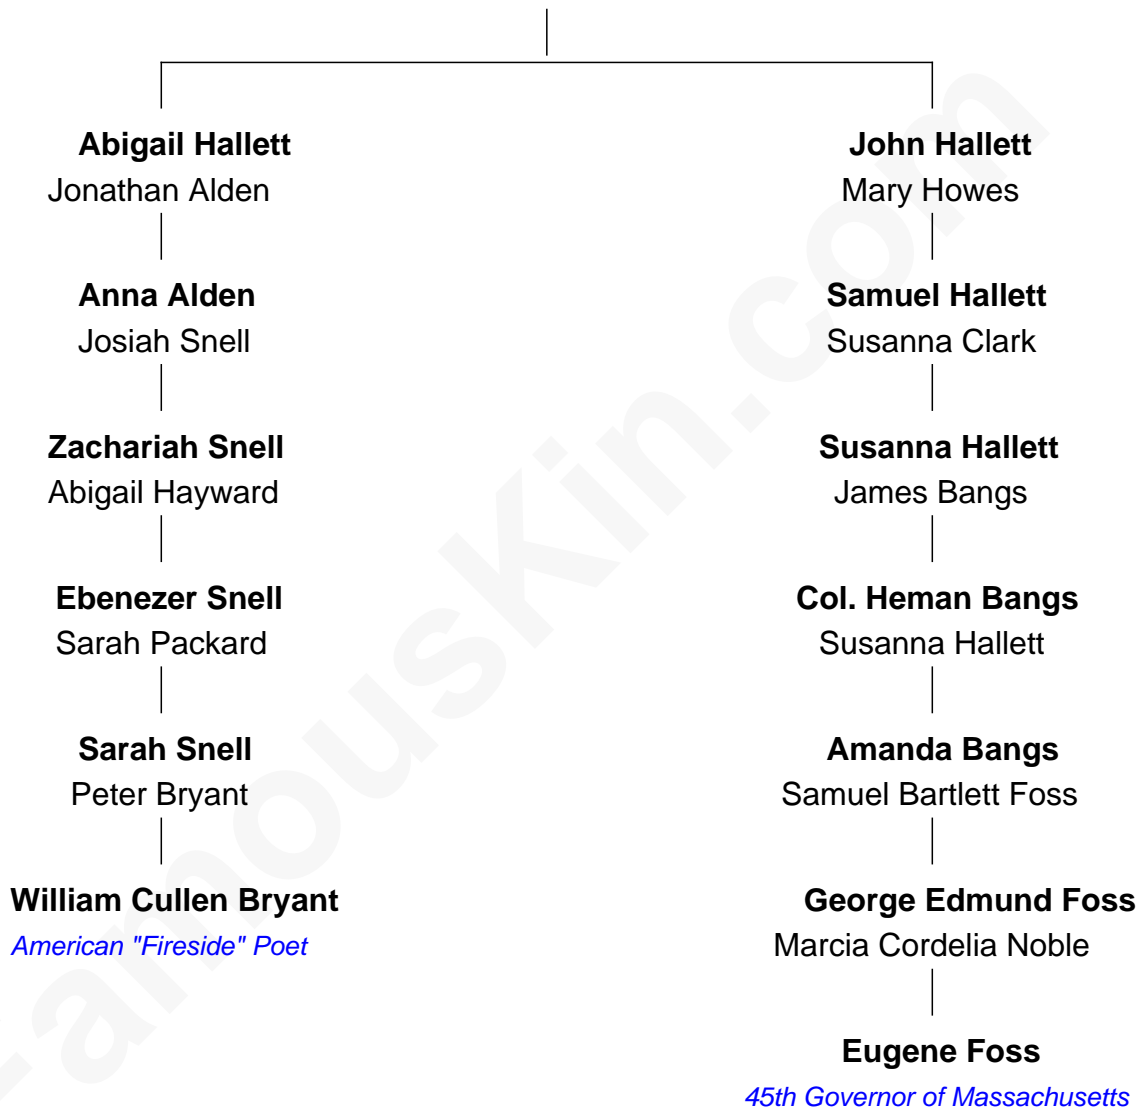 Abigail Hallett
Jonathan Alden
Anna Alden
Josiah Snell
Zachariah Snell
Abigail Hayward
Ebenezer Snell
Sarah Packard
Sarah Snell
Peter Bryant
William Cullen Bryant
American "Fireside" Poet
John Hallett
Mary Howes
Samuel Hallett
Susanna Clark
Susanna Hallett
James Bangs
Col. Heman Bangs
Susanna Hallett
Amanda Bangs
Samuel Bartlett Foss
George Edmund Foss
Marcia Cordelia Noble
Eugene Foss
45th Governor of Massachusetts
FamousKin.com